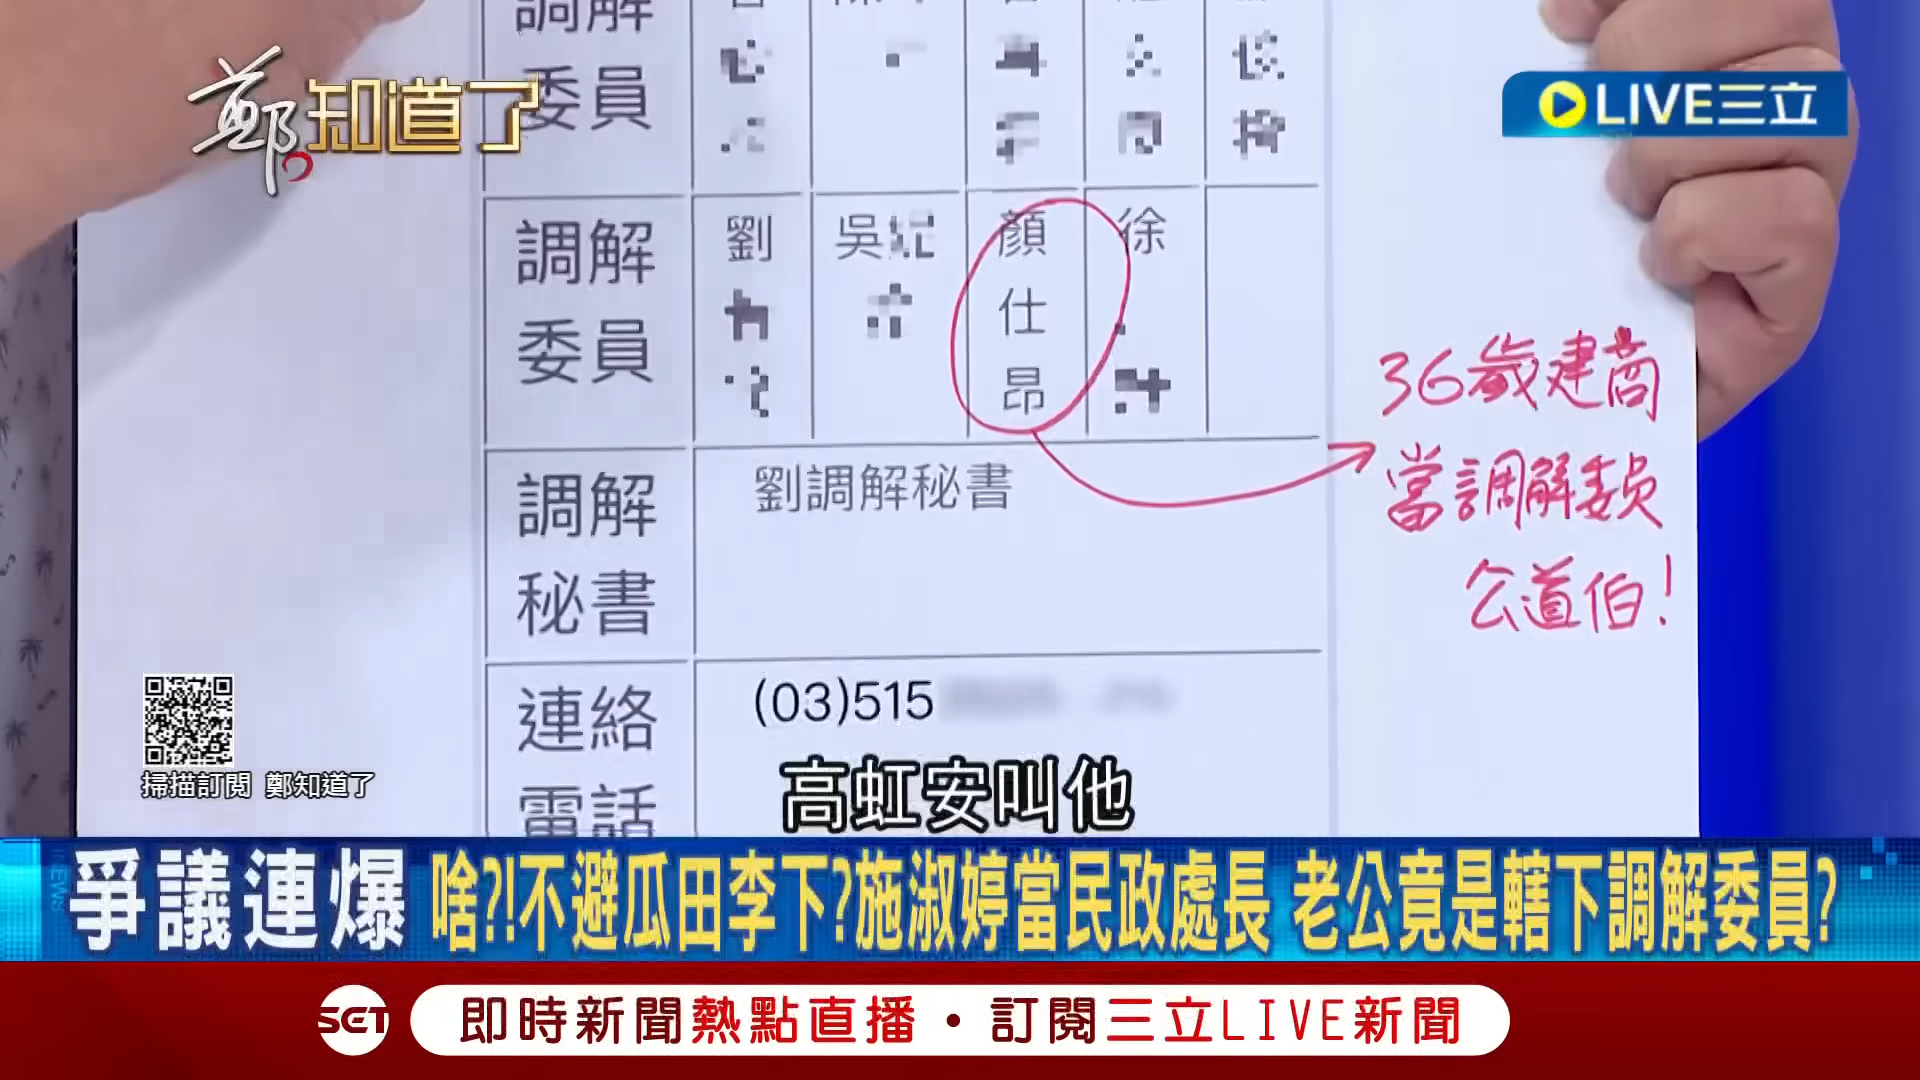 調解
委員
鄭知道了
LIVE三立
調解
委員
劉
吳
顏
仕
昂
徐
36歲建商
當調解委員
公道伯!
調解
秘書
劉調解秘書
連絡
電話
(03)515
掃描訂閱 鄭知道了
高虹安叫他
爭議連爆
啥?!不避瓜田李下?施淑婷當民政處長 老公竟是轄下調解委員?
SET
即時新聞熱點直播・訂閱三立LIVE新聞